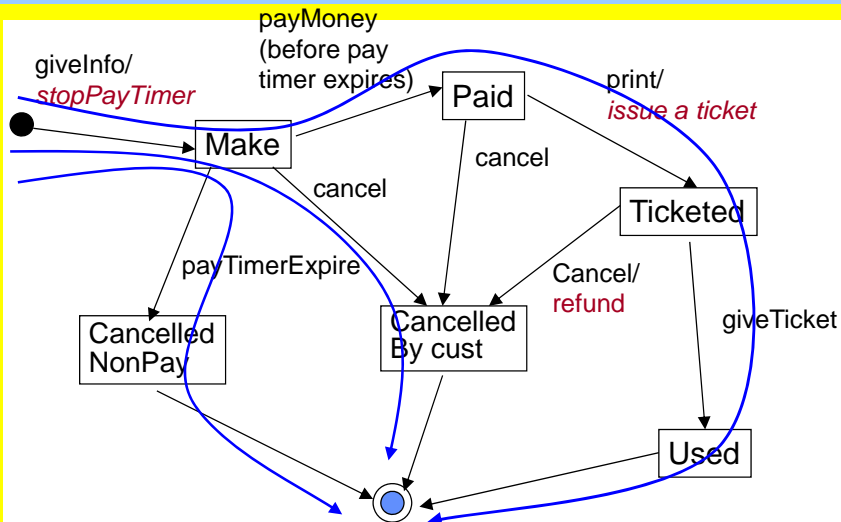 payMoney
(before pay
timer expires)
giveInfo/
stopPayTimer
print/
issue a ticket
Paid
Make
cancel
cancel
Ticketed
payTimerExpire
Cancel/
refund
giveTicket
Cancelled
NonPay
Cancelled
By cust
Used